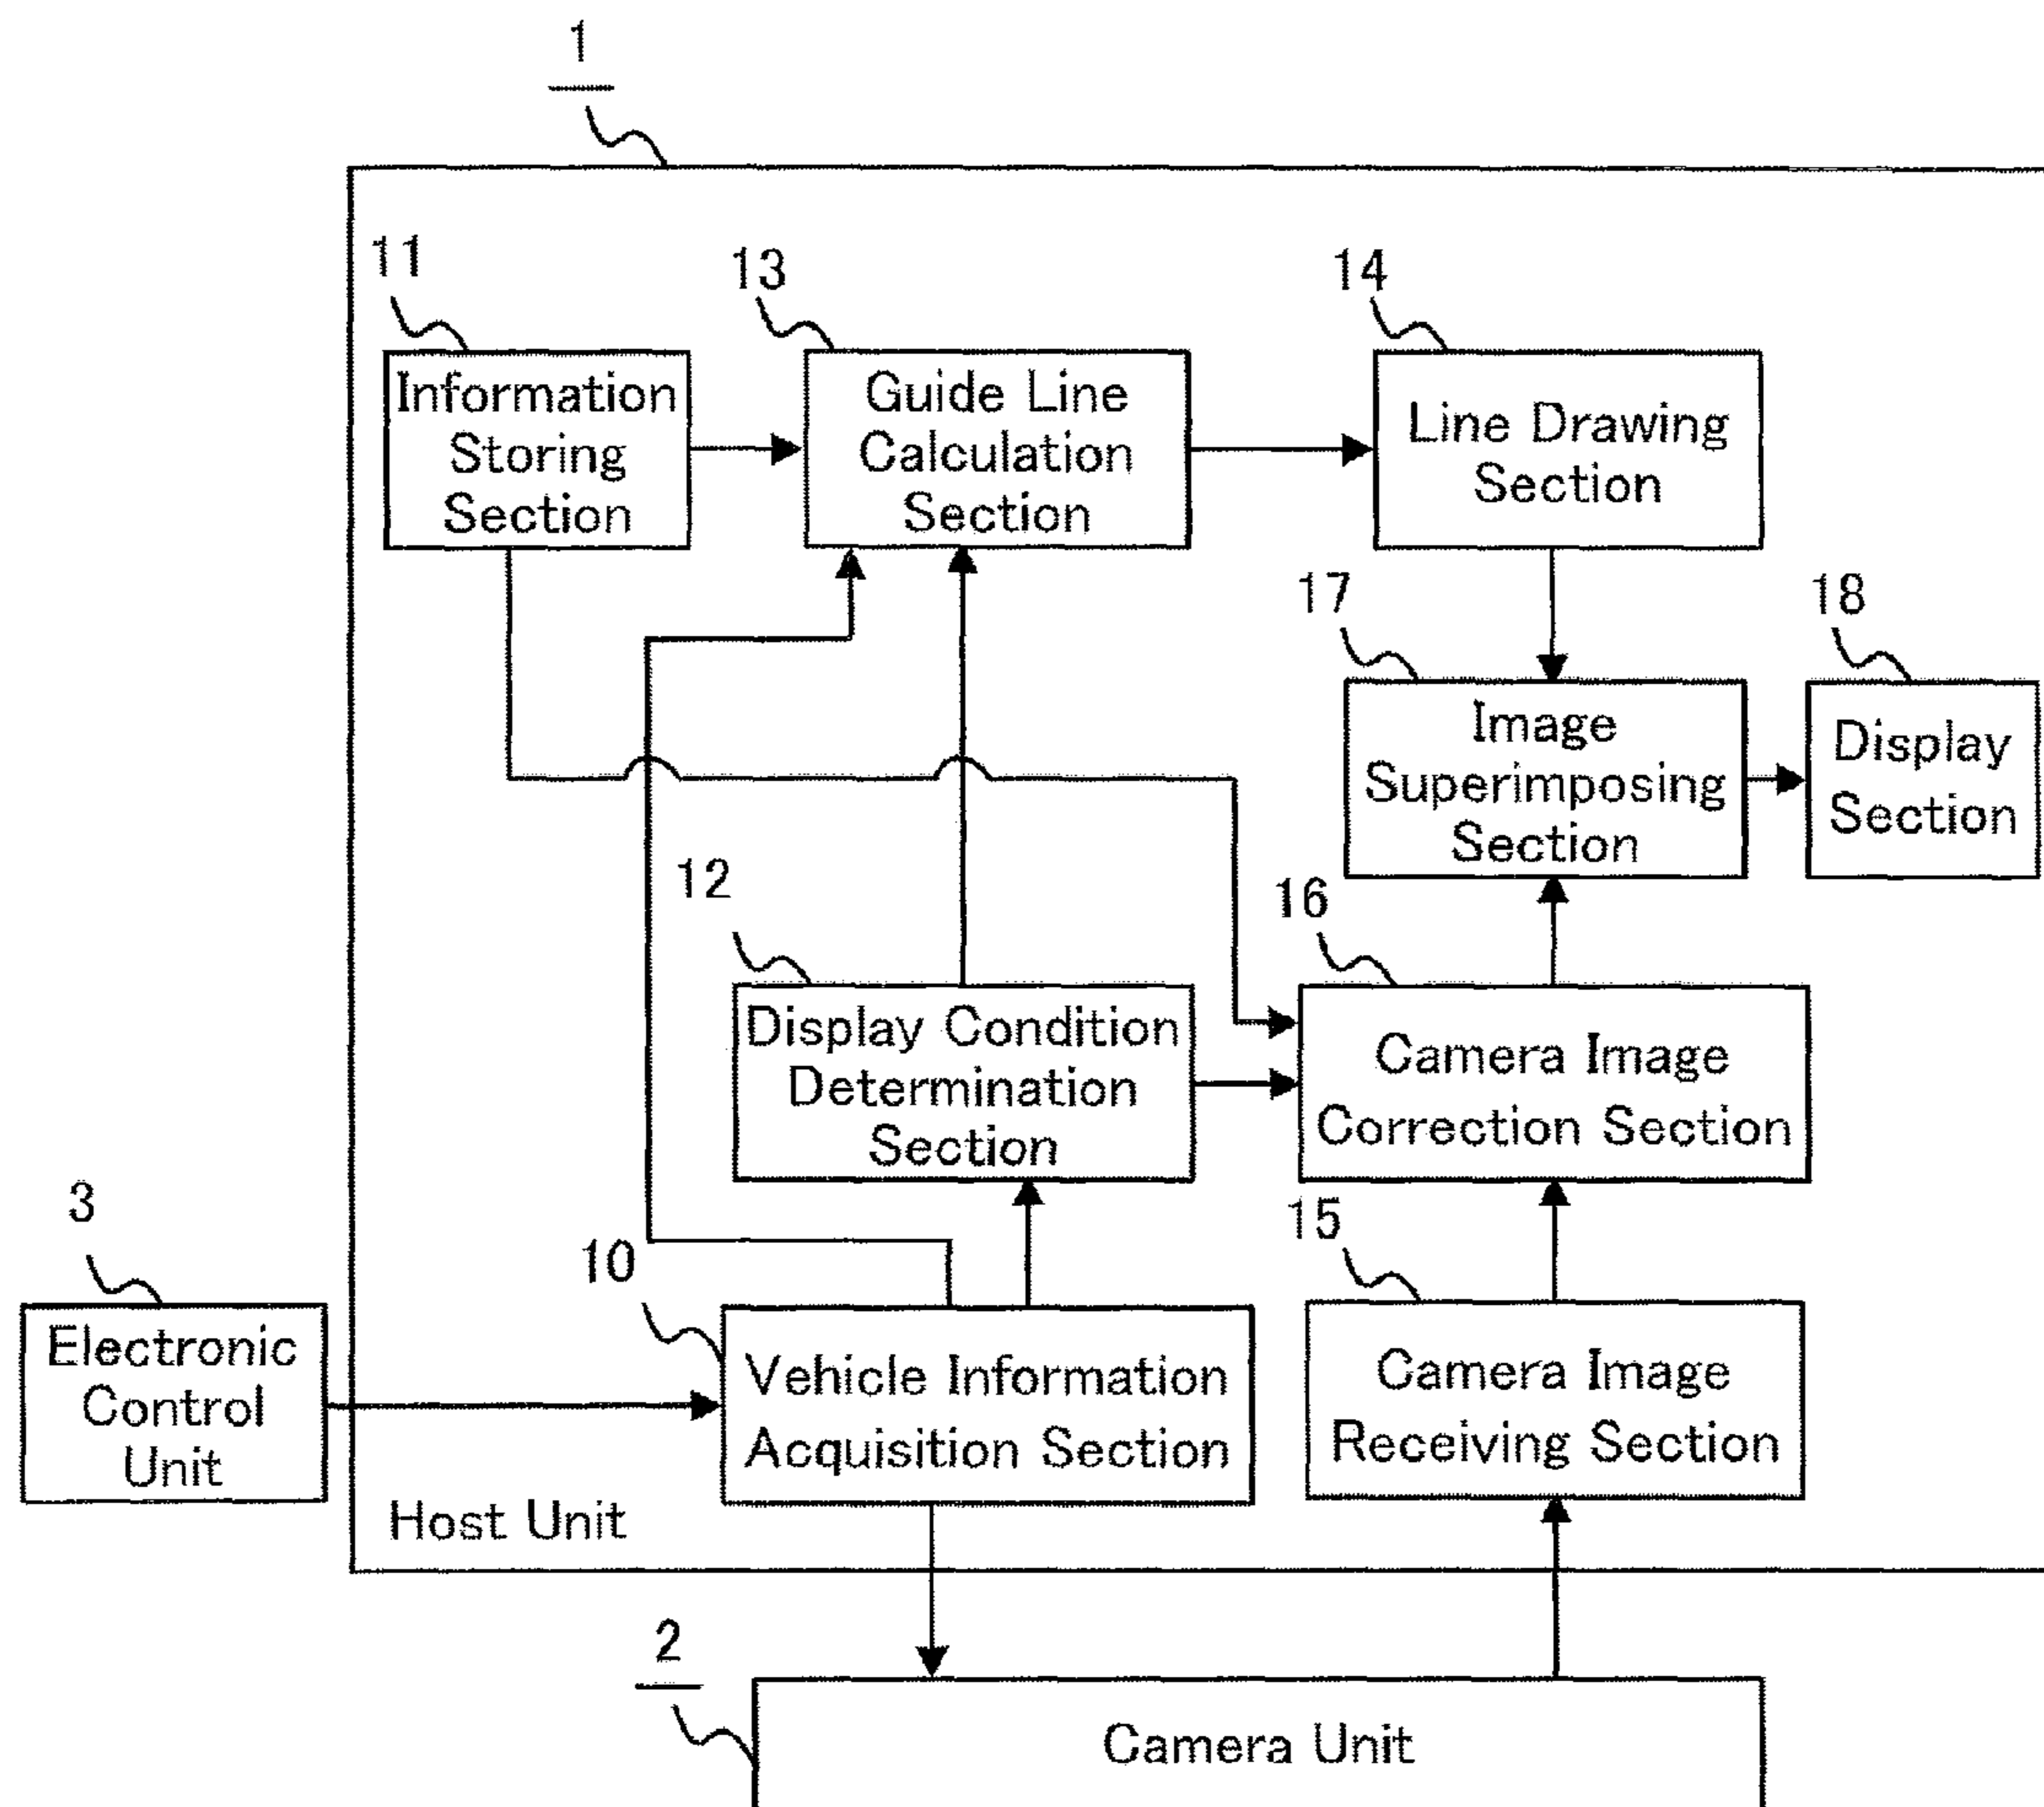 1
11
13
14
Information
Storing
Section
Guide Line
Calculation
Section
Line Drawing
Section
17
18
Image
Superimposing
Section
Display
Section
12
16
Display Condition
Determination
Section
Camera Image
Correction Section
3
10
15
Electronic
Control
Unit
Vehicle Information
Acquisition Section
Camera Image
Receiving Section
Host Unit
2
Camera Unit